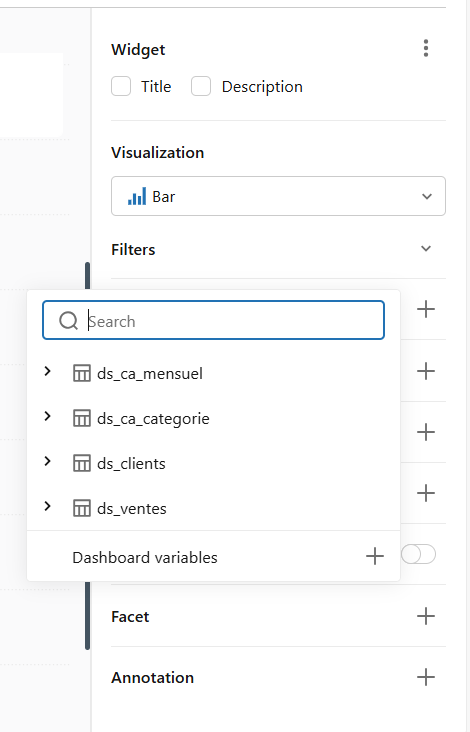 Widget
Title
Description
Visualization
Bar
Filters
Search
ds_ca_mensuel
ds_ca_categorie
ds_clients
ds_ventes
Dashboard variables
Facet
Annotation